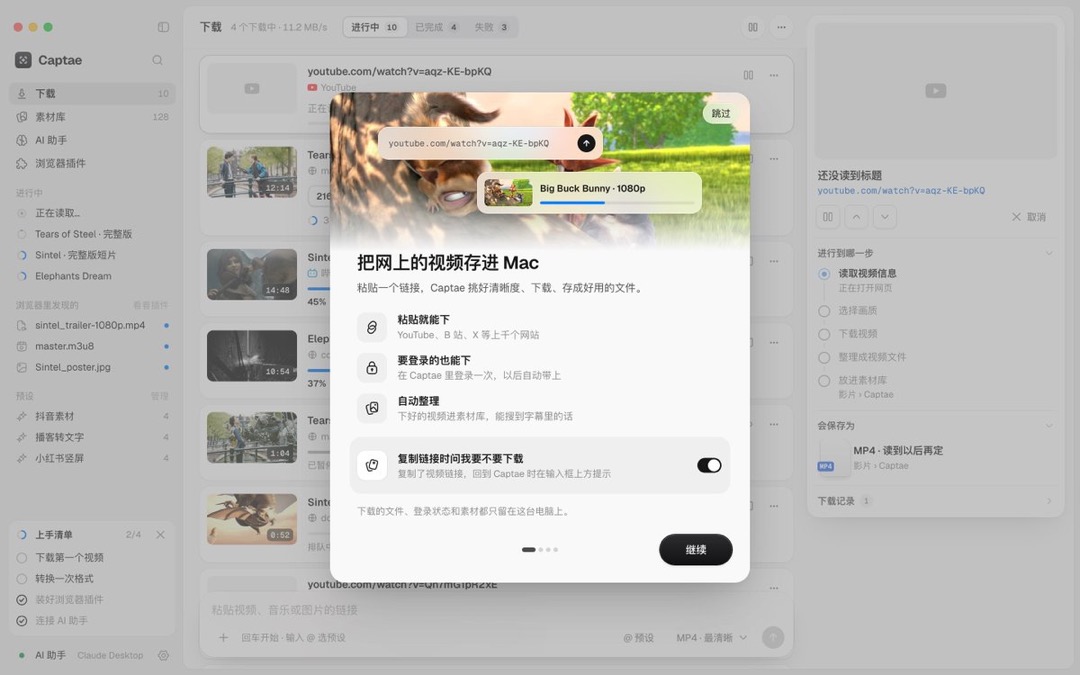 下载
4 个下载中 · 11.2 MB/s
进行中 10
已完成 4
失败 3
Captae
下载 10
素材库 128
AI 助手
浏览器插件
进行中
正在读取…
Tears of Steel · 完整版
Sintel · 完整版短片
Elephants Dream
浏览器里发现的
sintel_trailer-1080p.mp4
master.m3u8
Sintel_poster.jpg
预设 管理
抖音素材 4
播客转文字 4
小红书竖屏 4
上手清单 2/4
下载第一个视频
转换一次格式
装好浏览器插件
连接 AI 助手
AI 助手 Claude Desktop
youtube.com/watch?v=aqz-KE-bpKQ
YouTube
12:14
Tear
14:48
Sinte
45%
10:54
Elep
37%
1:04
Tear
0:52
Sinte
粘贴视频、音乐或图片的链接
回车开始 · 输入 @ 选预设
@ 预设
MP4 · 最清晰
跳过
youtube.com/watch?v=aqz-KE-bpKQ
Big Buck Bunny · 1080p
把网上的视频存进 Mac
粘贴一个链接，Captae 挑好清晰度、下载、存成好用的文件。
粘贴就能下
YouTube、B 站、X 等上千个网站
要登录的也能下
在 Captae 里登录一次，以后自动带上
自动整理
下好的视频进素材库，能搜到字幕里的话
复制链接时问我要不要下载
复制了视频链接，回到 Captae 时在输入框上方提示
下载的文件、登录状态和素材都只留在这台电脑上。
继续
还没读到标题
youtube.com/watch?v=aqz-KE-bpKQ
取消
进行到哪一步
读取视频信息
正在打开网页
选择画质
下载视频
整理成视频文件
放进素材库
影片 › Captae
会保存为
MP4
MP4 · 读到以后再定
影片 › Captae
下载记录 1